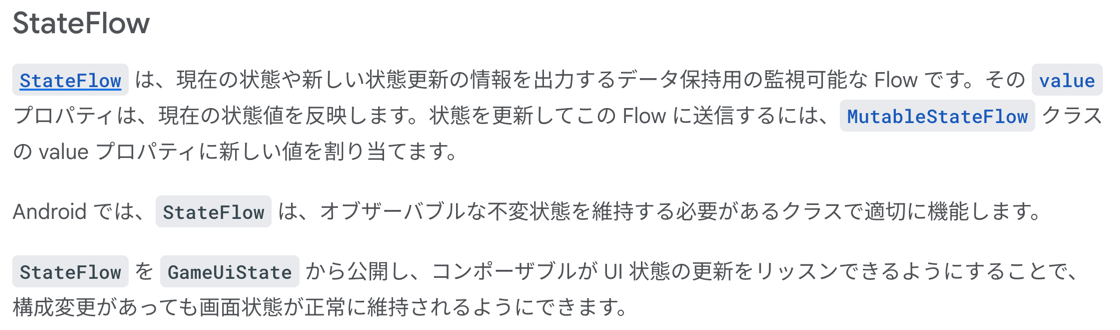 StateFlow
StateFlow は、現在の状態や新しい状態更新の情報を出力するデータ保持用の監視可能な Flow です。その value
プロパティは、現在の状態値を反映します。状態を更新してこの Flow に送信するには、MutableStateFlow クラス
の value プロパティに新しい値を割り当てます。
Android では、StateFlow は、オブザーバブルな不変状態を維持する必要があるクラスで適切に機能します。
StateFlow を GameUiState から公開し、コンポーザブルが UI 状態の更新をリッスンできるようにすることで、
構成変更があっても画面状態が正常に維持されるようにできます。